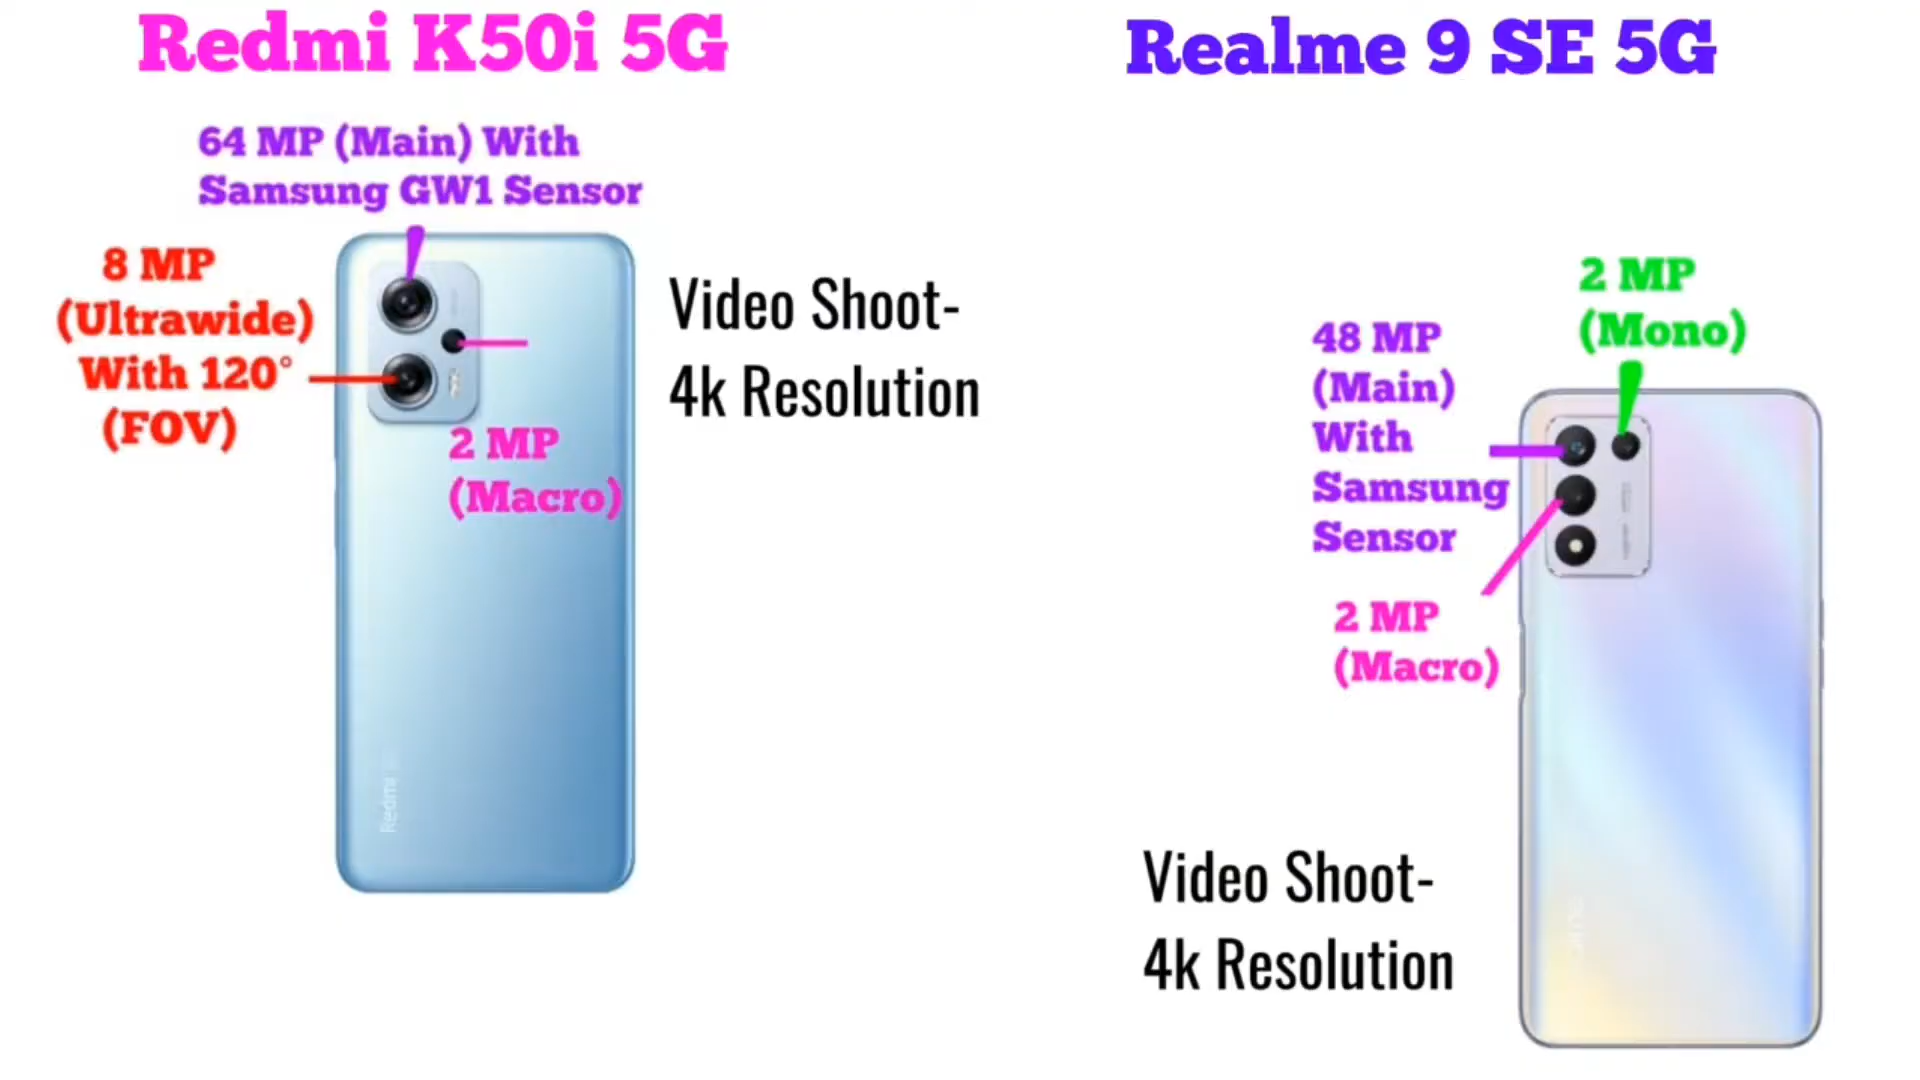 Redmi K50i 5G
64 MP (Main) With
Samsung GW1 Sensor
8 MP
(Ultrawide)
With 120°
(FOV)
2 MP
(Macro)
Video Shoot-
4k Resolution
Redmi
Realme 9 SE 5G
2 MP
(Mono)
48 MP
(Main)
With
Samsung
Sensor
2 MP
(Macro)
Video Shoot-
4k Resolution